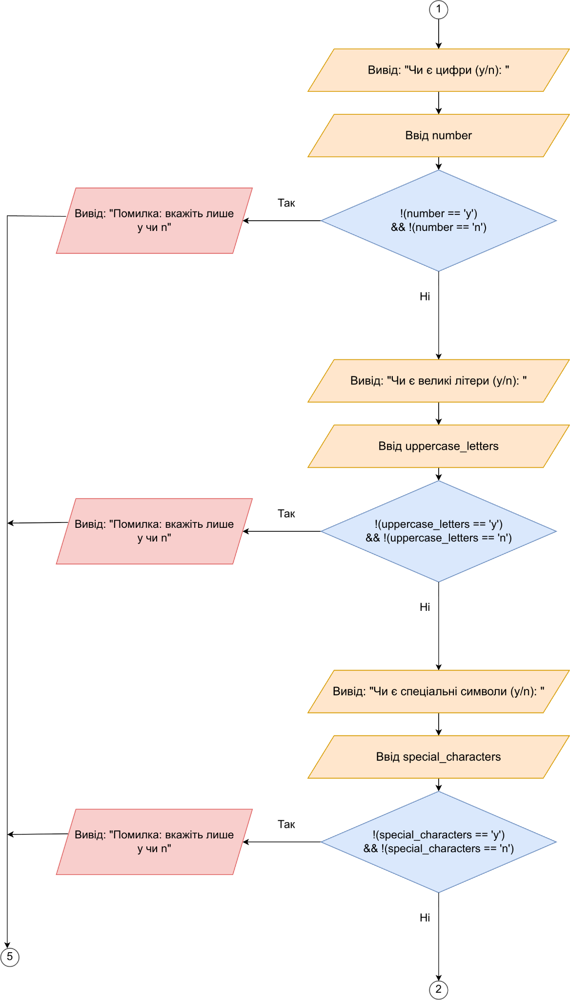 1
Вивід: "Чи є цифри (y/n): "
Ввід number
!(number == 'y')
&& !(number == 'n')
Так
Вивід: "Помилка: вкажіть лише
y чи n"
Ні
Вивід: "Чи є великі літери (y/n): "
Ввід uppercase_letters
!(uppercase_letters == 'y')
&& !(uppercase_letters == 'n')
Так
Вивід: "Помилка: вкажіть лише
y чи n"
Ні
Вивід: "Чи є спеціальні символи (y/n): "
Ввід special_characters
!(special_characters == 'y')
&& !(special_characters == 'n')
Так
Вивід: "Помилка: вкажіть лише
y чи n"
Ні
5
2